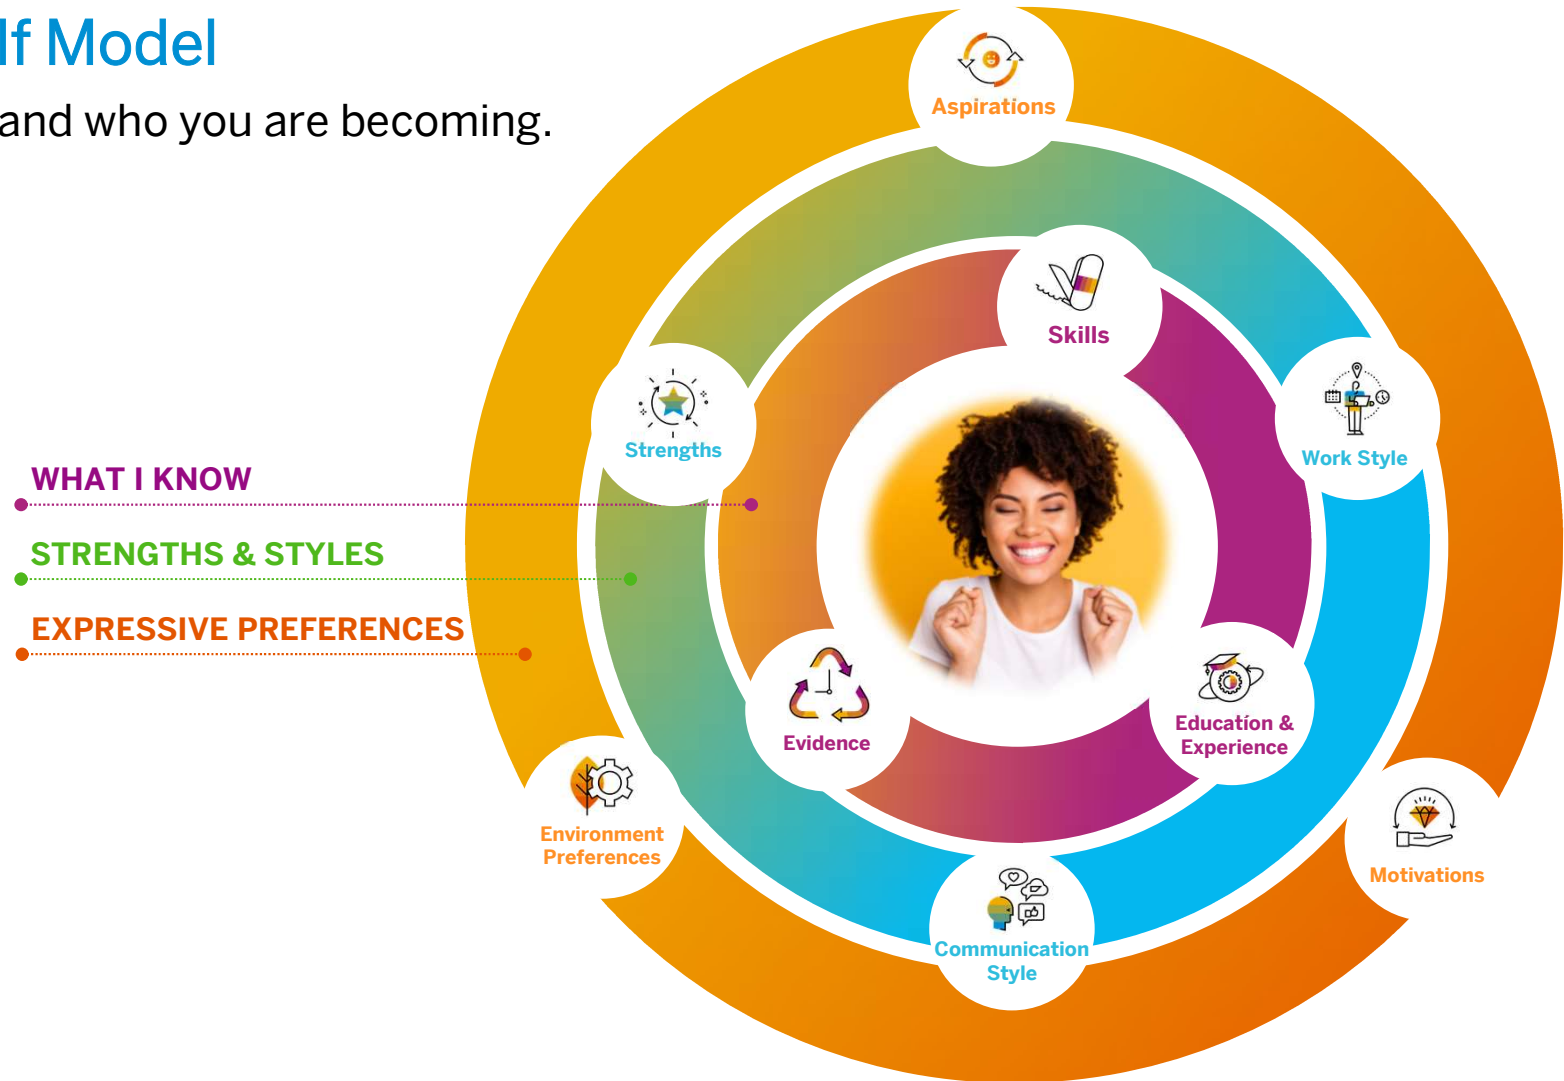 lf Model
and who you are becoming.
Aspirations
Skills
Strengths
Work Style
WHAT I KNOW
STRENGTHS & STYLES
EXPRESSIVE PREFERENCES
Evidence
Education &
Experience
Environment
Preferences
Motivations
Communication
Style